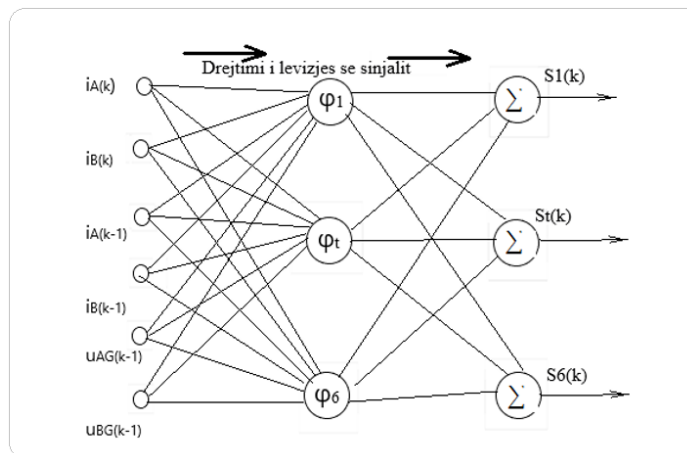 Drejtimi i levizjes se sinjalit
iA(k)
iB(k)
iA(k-1)
iB(k-1)
uAG(k-1)
uBG(k-1)
φ1
φt
φ6
Σ
Σ
Σ
S1(k)
St(k)
S6(k)